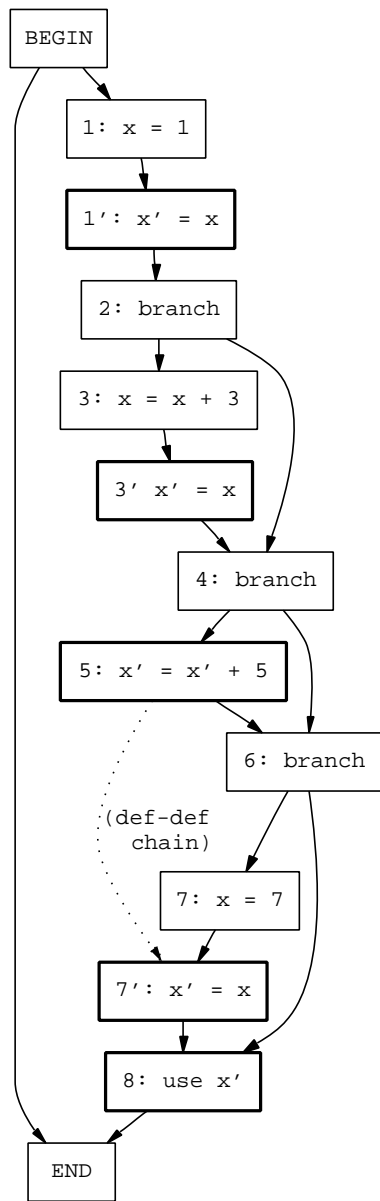 BEGIN
1: x = 1
1': x' = x
2: branch
3: x = x + 3
3' x' = x
4: branch
5: x' = x' + 5
6: branch
(def-def
chain)
7: x = 7
7': x' = x
8: use x'
END